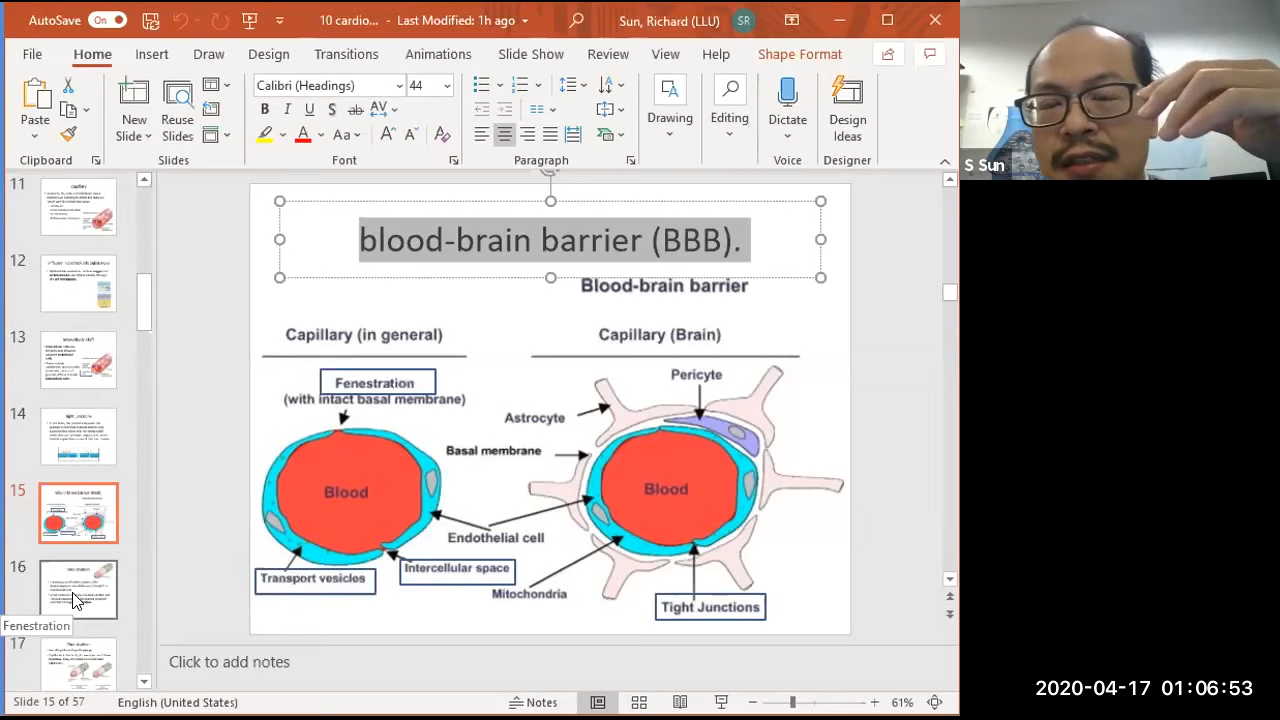 AutoSave
On
10 cardio... - Last Modified: 1h ago
Sun, Richard (LLU)
SR
File
Home
Insert
Draw
Design
Transitions
Animations
Slide Show
Review
View
Help
Shape Format
Paste
New
Slide
Reuse
Slides
Calibri (Headings)
44
B I U S ab AV
Aa A A A
Drawing
Editing
Dictate
Design
Ideas
Clipboard
Slides
Font
Paragraph
Voice
Designer
11
12
13
14
15
16
Fenestration
17
blood-brain barrier (BBB).
Blood-brain barrier
Capillary (in general)
Capillary (Brain)
Fenestration
(with intact basal membrane)
Pericyte
Astrocyte
Basal membrane
Blood
Blood
Endothelial cell
Intercellular space
Transport vesicles
Mitochondria
Tight Junctions
Click to add notes
Slide 15 of 57
English (United States)
Notes
61%
S Sun
2020-04-17 01:06:53